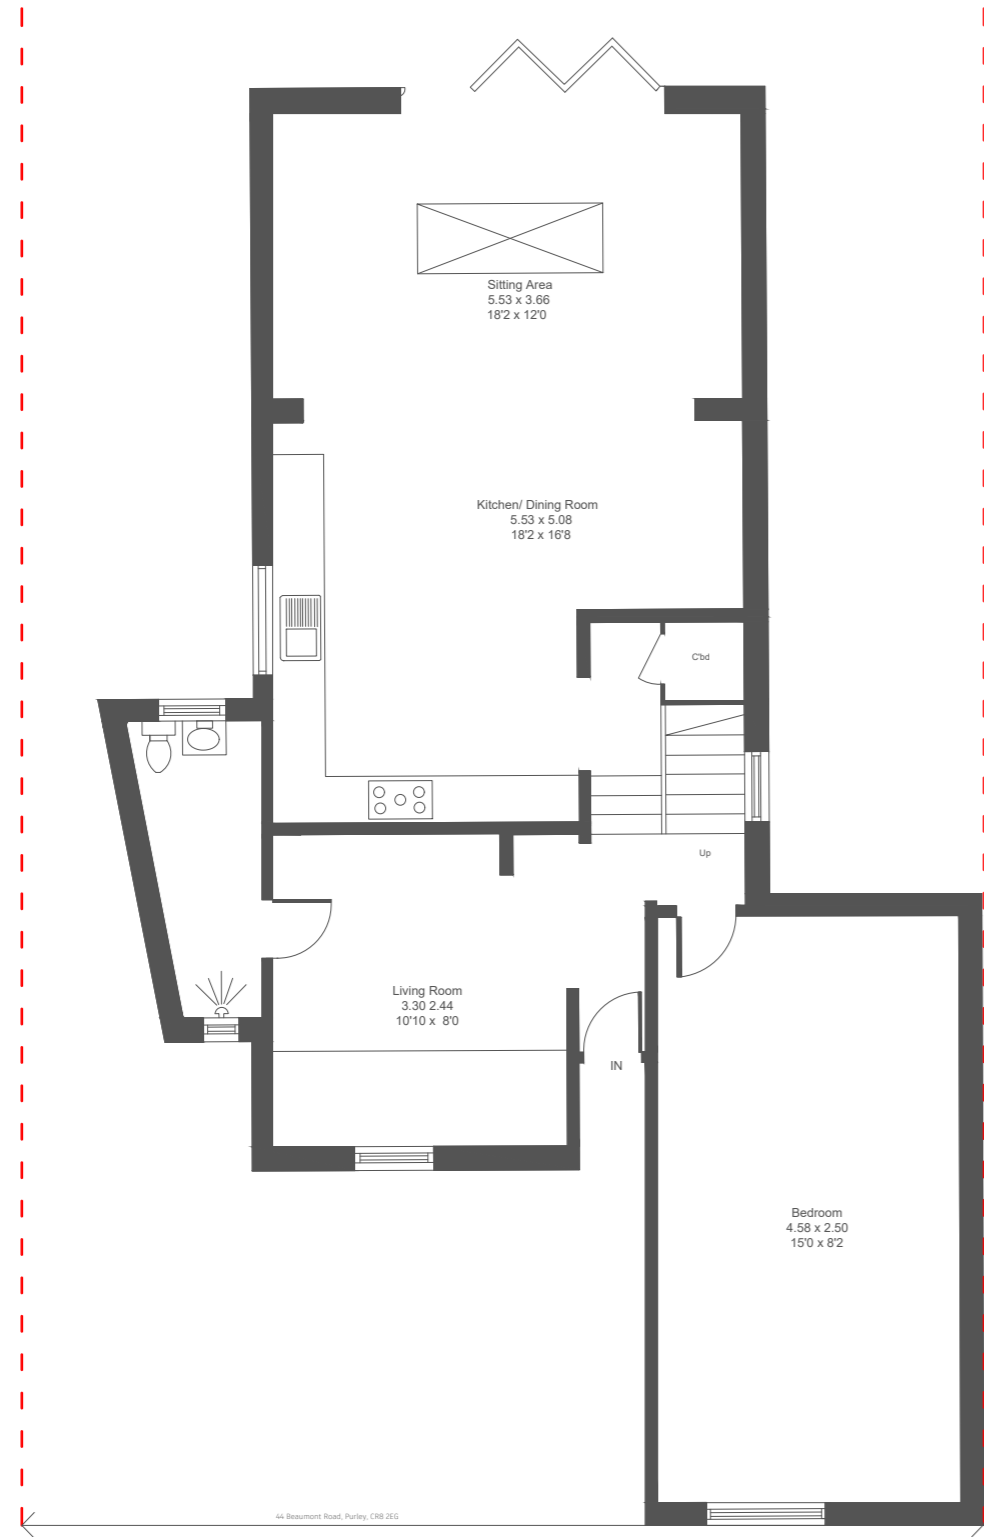 Sitting Area
5.53 x 3.66
18'2 x 12'0
Kitchen/ Dining Room
5.53 x 5.08
18'2 x 16'8
C'bd
Up
Living Room
3.30 2.44
10'10 x 8'0
IN
Bedroom
4.58 x 2.50
15'0 x 8'2
44 Beaumont Road, Purley, CR8 2EG